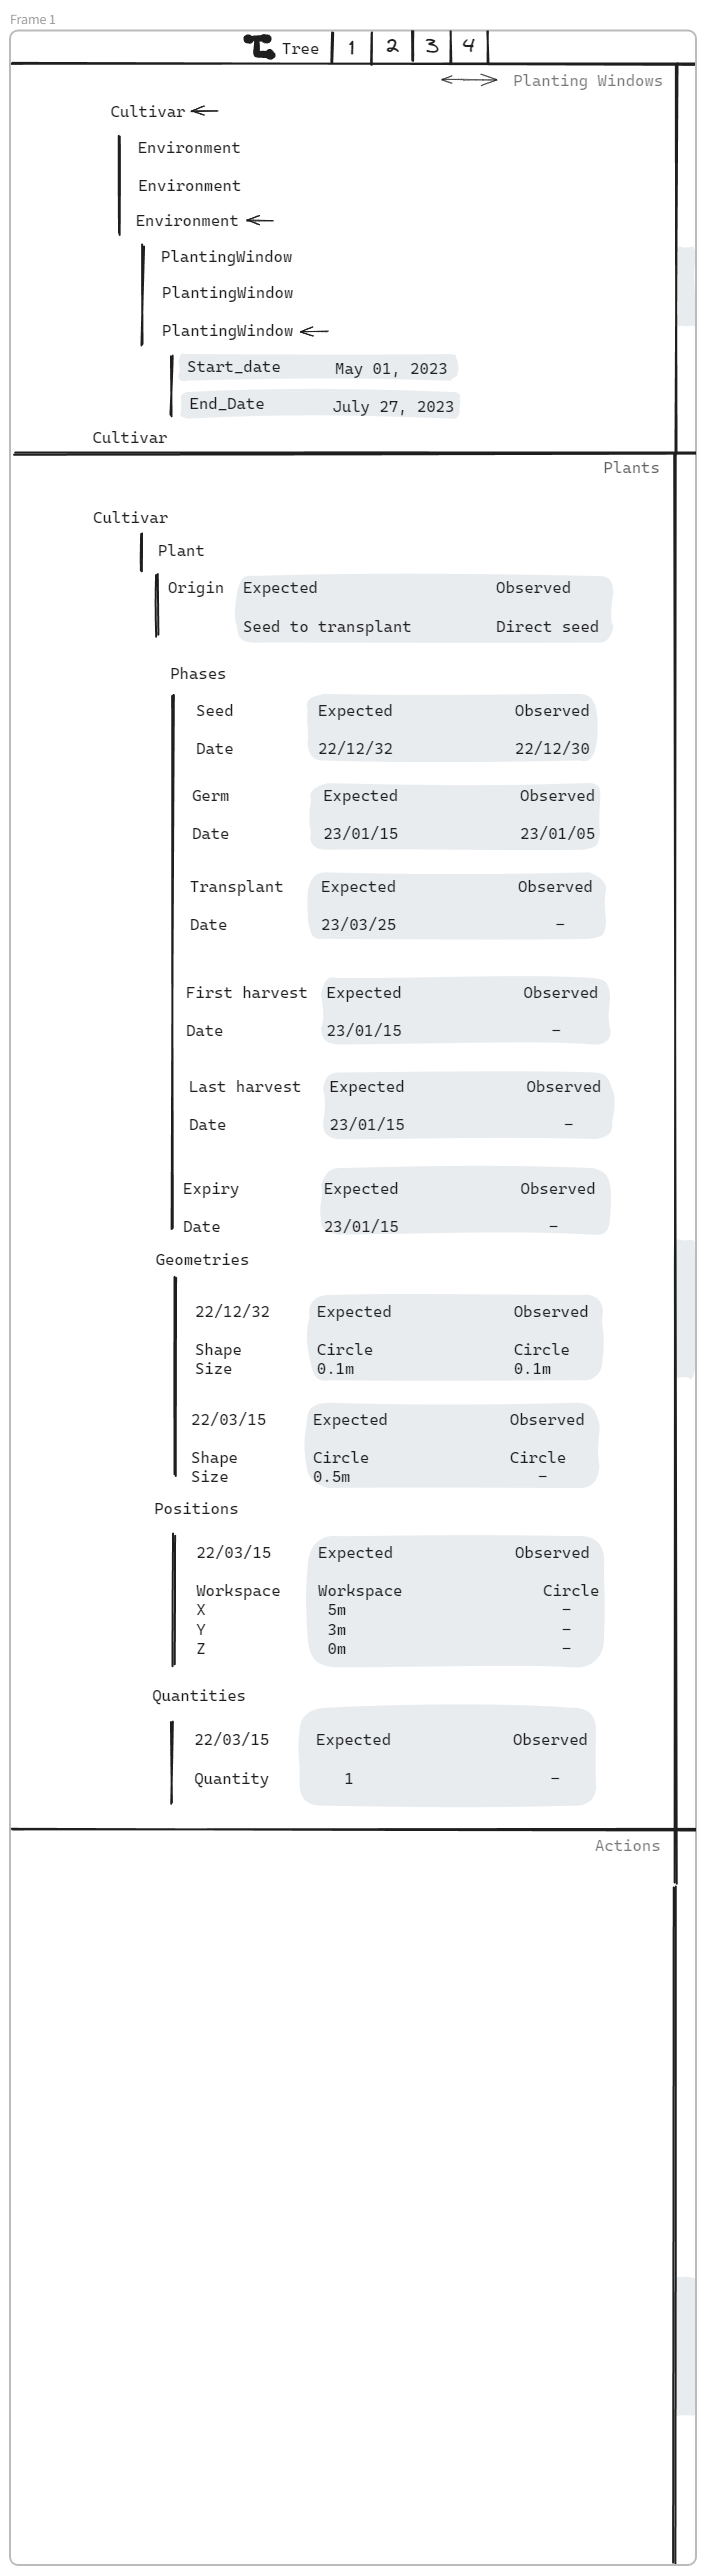 Frame 1
Tree 1 2 3 4
Planting Windows
Cultivar
Environment
Environment
Environment
PlantingWindow
PlantingWindow
PlantingWindow
Start_date May 01, 2023
End_Date July 27, 2023
Cultivar
Plants
Cultivar
Plant
Origin Expected Observed
Seed to transplant Direct seed
Phases
Seed Expected Observed
Date 22/12/32 22/12/30
Germ Expected Observed
Date 23/01/15 23/01/05
Transplant Expected Observed
Date 23/03/25 –
First harvest Expected Observed
Date 23/01/15 –
Last harvest Expected Observed
Date 23/01/15 –
Expiry Expected Observed
Date 23/01/15 –
Geometries
22/12/32 Expected Observed
Shape Circle Circle
Size 0.1m 0.1m
22/03/15 Expected Observed
Shape Circle Circle
Size 0.5m –
Positions
22/03/15 Expected Observed
Workspace Workspace Circle
X 5m –
Y 3m –
Z 0m –
Quantities
22/03/15 Expected Observed
Quantity 1 –
Actions